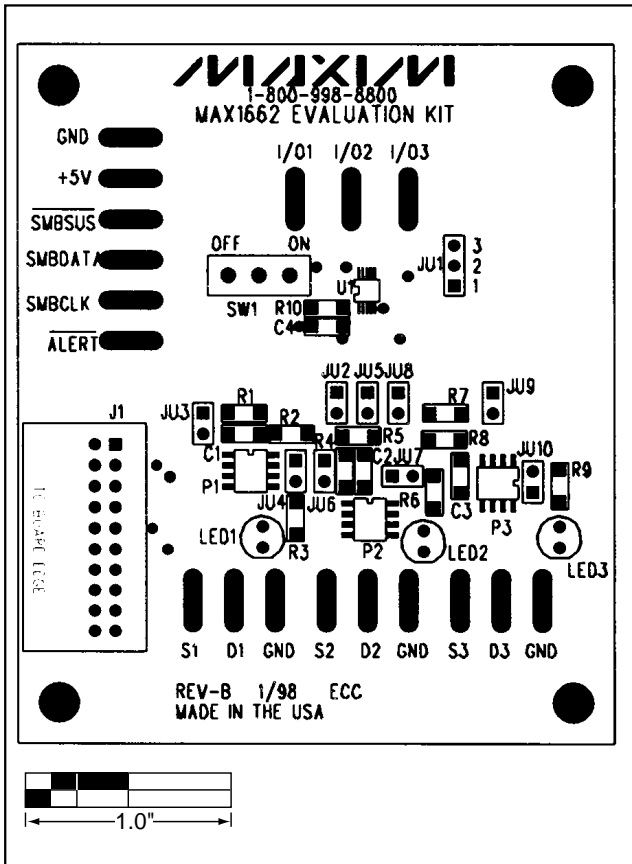 MAXIM
1-800-998-8800
MAX1662 EVALUATION KIT
GND
+5V
SMBSUS
SMBDATA
SMBCLK
ALERT
I/O1 I/O2 I/O3
OFF ON
SW1
U1
JU1
3
2
1
R10
C4
JU2 JU5 JU8
JU3
R1
R2
C1
P1
JU4
R3
R4
JU6
R5
C2
JU7
R6
P2
R7
R8
C3
JU9
JU10
P3
R9
J1
TO BOARD EDGE
LED1
LED2
LED3
S1 D1 GND S2 D2 GND S3 D3 GND
REV-B 1/98 ECC
MADE IN THE USA
1.0"